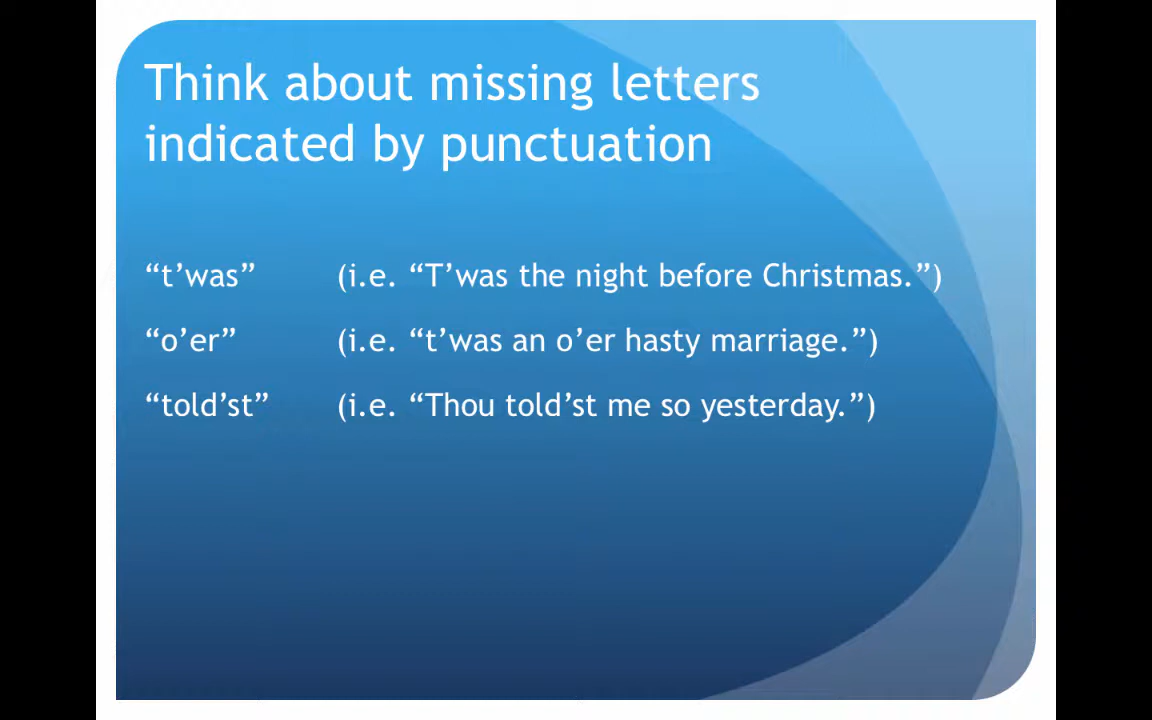 Think about missing letters
indicated by punctuation
“t’was” (i.e. “T’was the night before Christmas.”)
“o’er” (i.e. “t’was an o’er hasty marriage.”)
“told’st” (i.e. “Thou told’st me so yesterday.”)